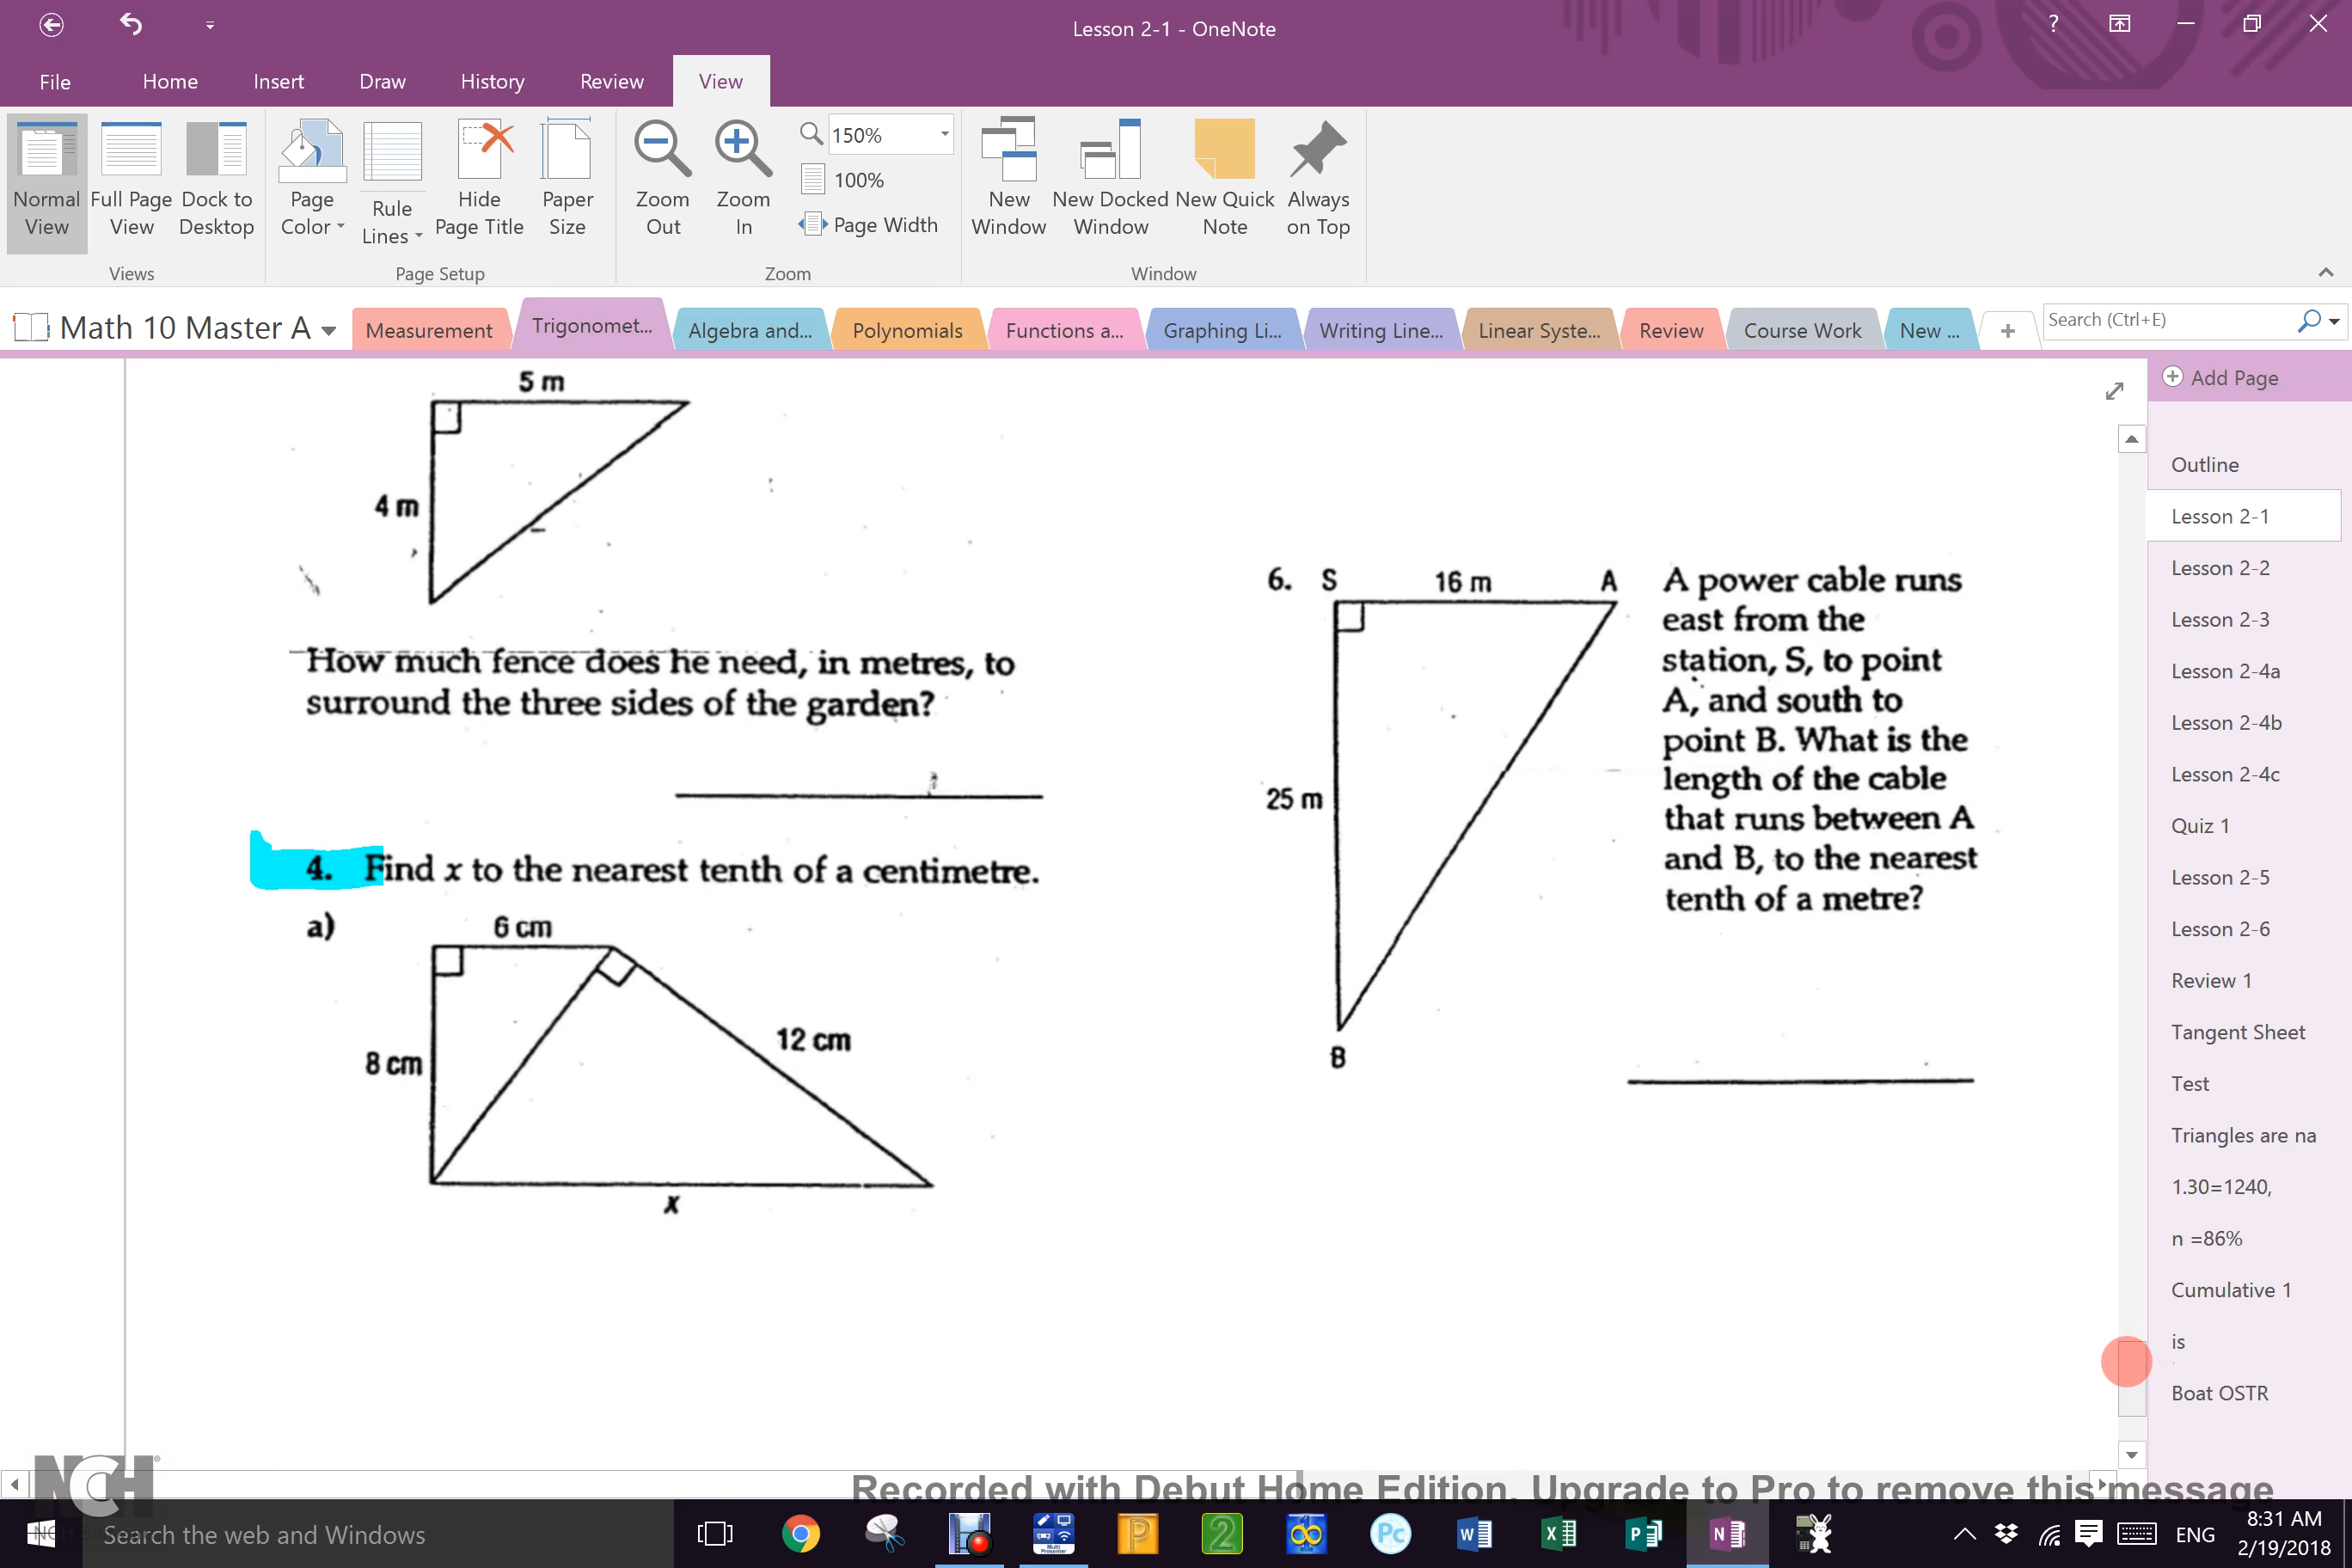 Lesson 2-1 - OneNote
?
File Home Insert Draw History Review View
Normal View
Full Page View
Dock to Desktop
Views
Page Color
Rule Lines
Hide Page Title
Paper Size
Page Setup
Zoom Out
Zoom In
150%
100%
Page Width
Zoom
New Window
New Docked Window
New Quick Note
Always on Top
Window
Math 10 Master A Measurement Trigonomet... Algebra and... Polynomials Functions a... Graphing Li... Writing Line... Linear Syste... Review Course Work New ... + Search (Ctrl+E)
5 m
4 m
How much fence does he need, in metres, to
surround the three sides of the garden?
4. Find x to the nearest tenth of a centimetre.
a)
6 cm
12 cm
8 cm
x
6. S 16 m A
25 m
B
A power cable runs
east from the
station, S, to point
A, and south to
point B. What is the
length of the cable
that runs between A
and B, to the nearest
tenth of a metre?
Add Page
Outline
Lesson 2-1
Lesson 2-2
Lesson 2-3
Lesson 2-4a
Lesson 2-4b
Lesson 2-4c
Quiz 1
Lesson 2-5
Lesson 2-6
Review 1
Tangent Sheet
Test
Triangles are na
1.30=1240,
n =86%
Cumulative 1
is
Boat OSTR
NCH
Recorded with Debut Home Edition. Upgrade to Pro to remove this message
Search the web and Windows
ENG
8:31 AM
2/19/2018